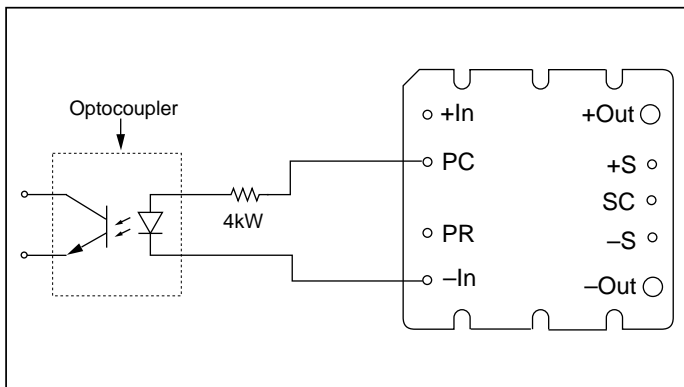 Optocoupler
4kW
+In
PC
PR
–In
+Out
+S
SC
–S
–Out